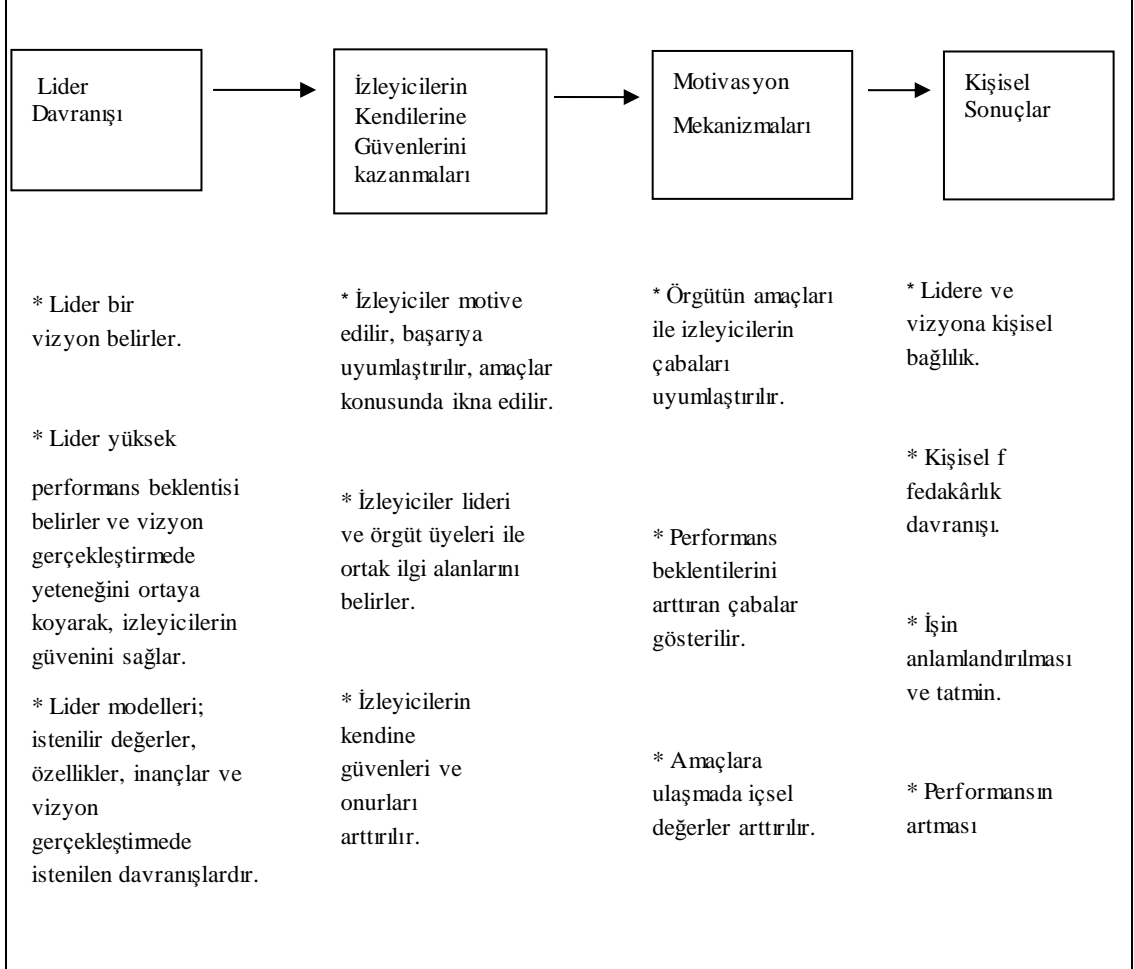 Lider
Davranışı
İzleyicilerin
Kendilerine
Güvenlerini
kazanmaları
Motivasyon
Mekanizmaları
Kişisel
Sonuçlar
* Lider bir
vizyon belirler.
* Lider yüksek
performans beklentisi
belirler ve vizyon
gerçekleştirmede
yeteneğini ortaya
koyarak, izleyicilerin
güvenini sağlar.
* Lider modelleri;
istenilir değerler,
özellikler, inançlar ve
vizyon
gerçekleştirmede
istenilen davranışlardır.
* İzleyiciler motive
edilir, başarıya
uyumlaştırılır, amaçlar
konusunda ikna edilir.
* İzleyiciler lideri
ve örgüt üyeleri ile
ortak ilgi alanlarını
belirler.
* İzleyicilerin
kendine
güvenleri ve
onurları
arttırılır.
* Örgütün amaçları
ile izleyicilerin
çabaları
uyumlaştırılır.
* Performans
beklentilerini
arttıran çabalar
gösterilir.
* Amaçlara
ulaşmada içsel
değerler arttırılır.
* Lidere ve
vizyona kişisel
bağlılık.
* Kişisel f
fedakârlık
davranışı.
* İşin
anlamlandırılması
ve tatmin.
* Performansın
artması